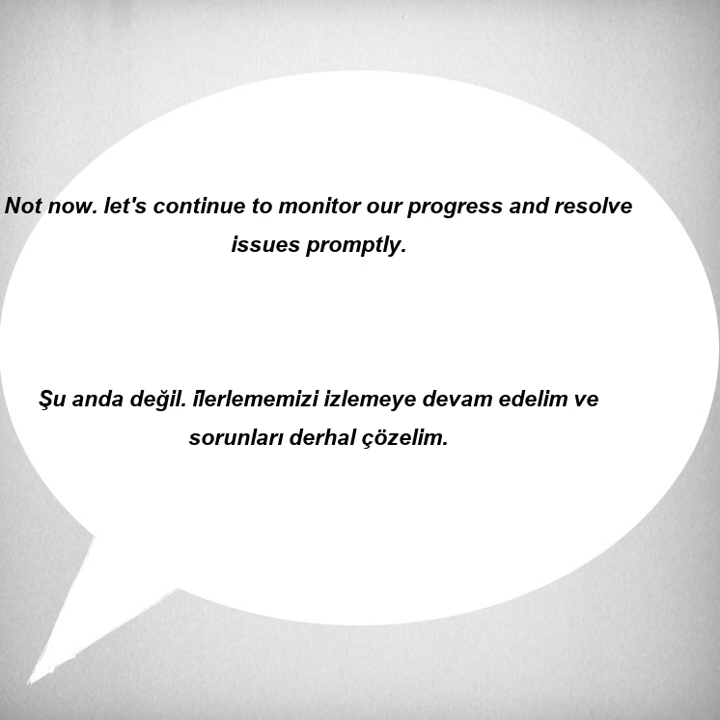 Not now. let's continue to monitor our progress and resolve
issues promptly.
Şu anda değil. i̇lerlememizi izlemeye devam edelim ve
sorunları derhal çözelim.